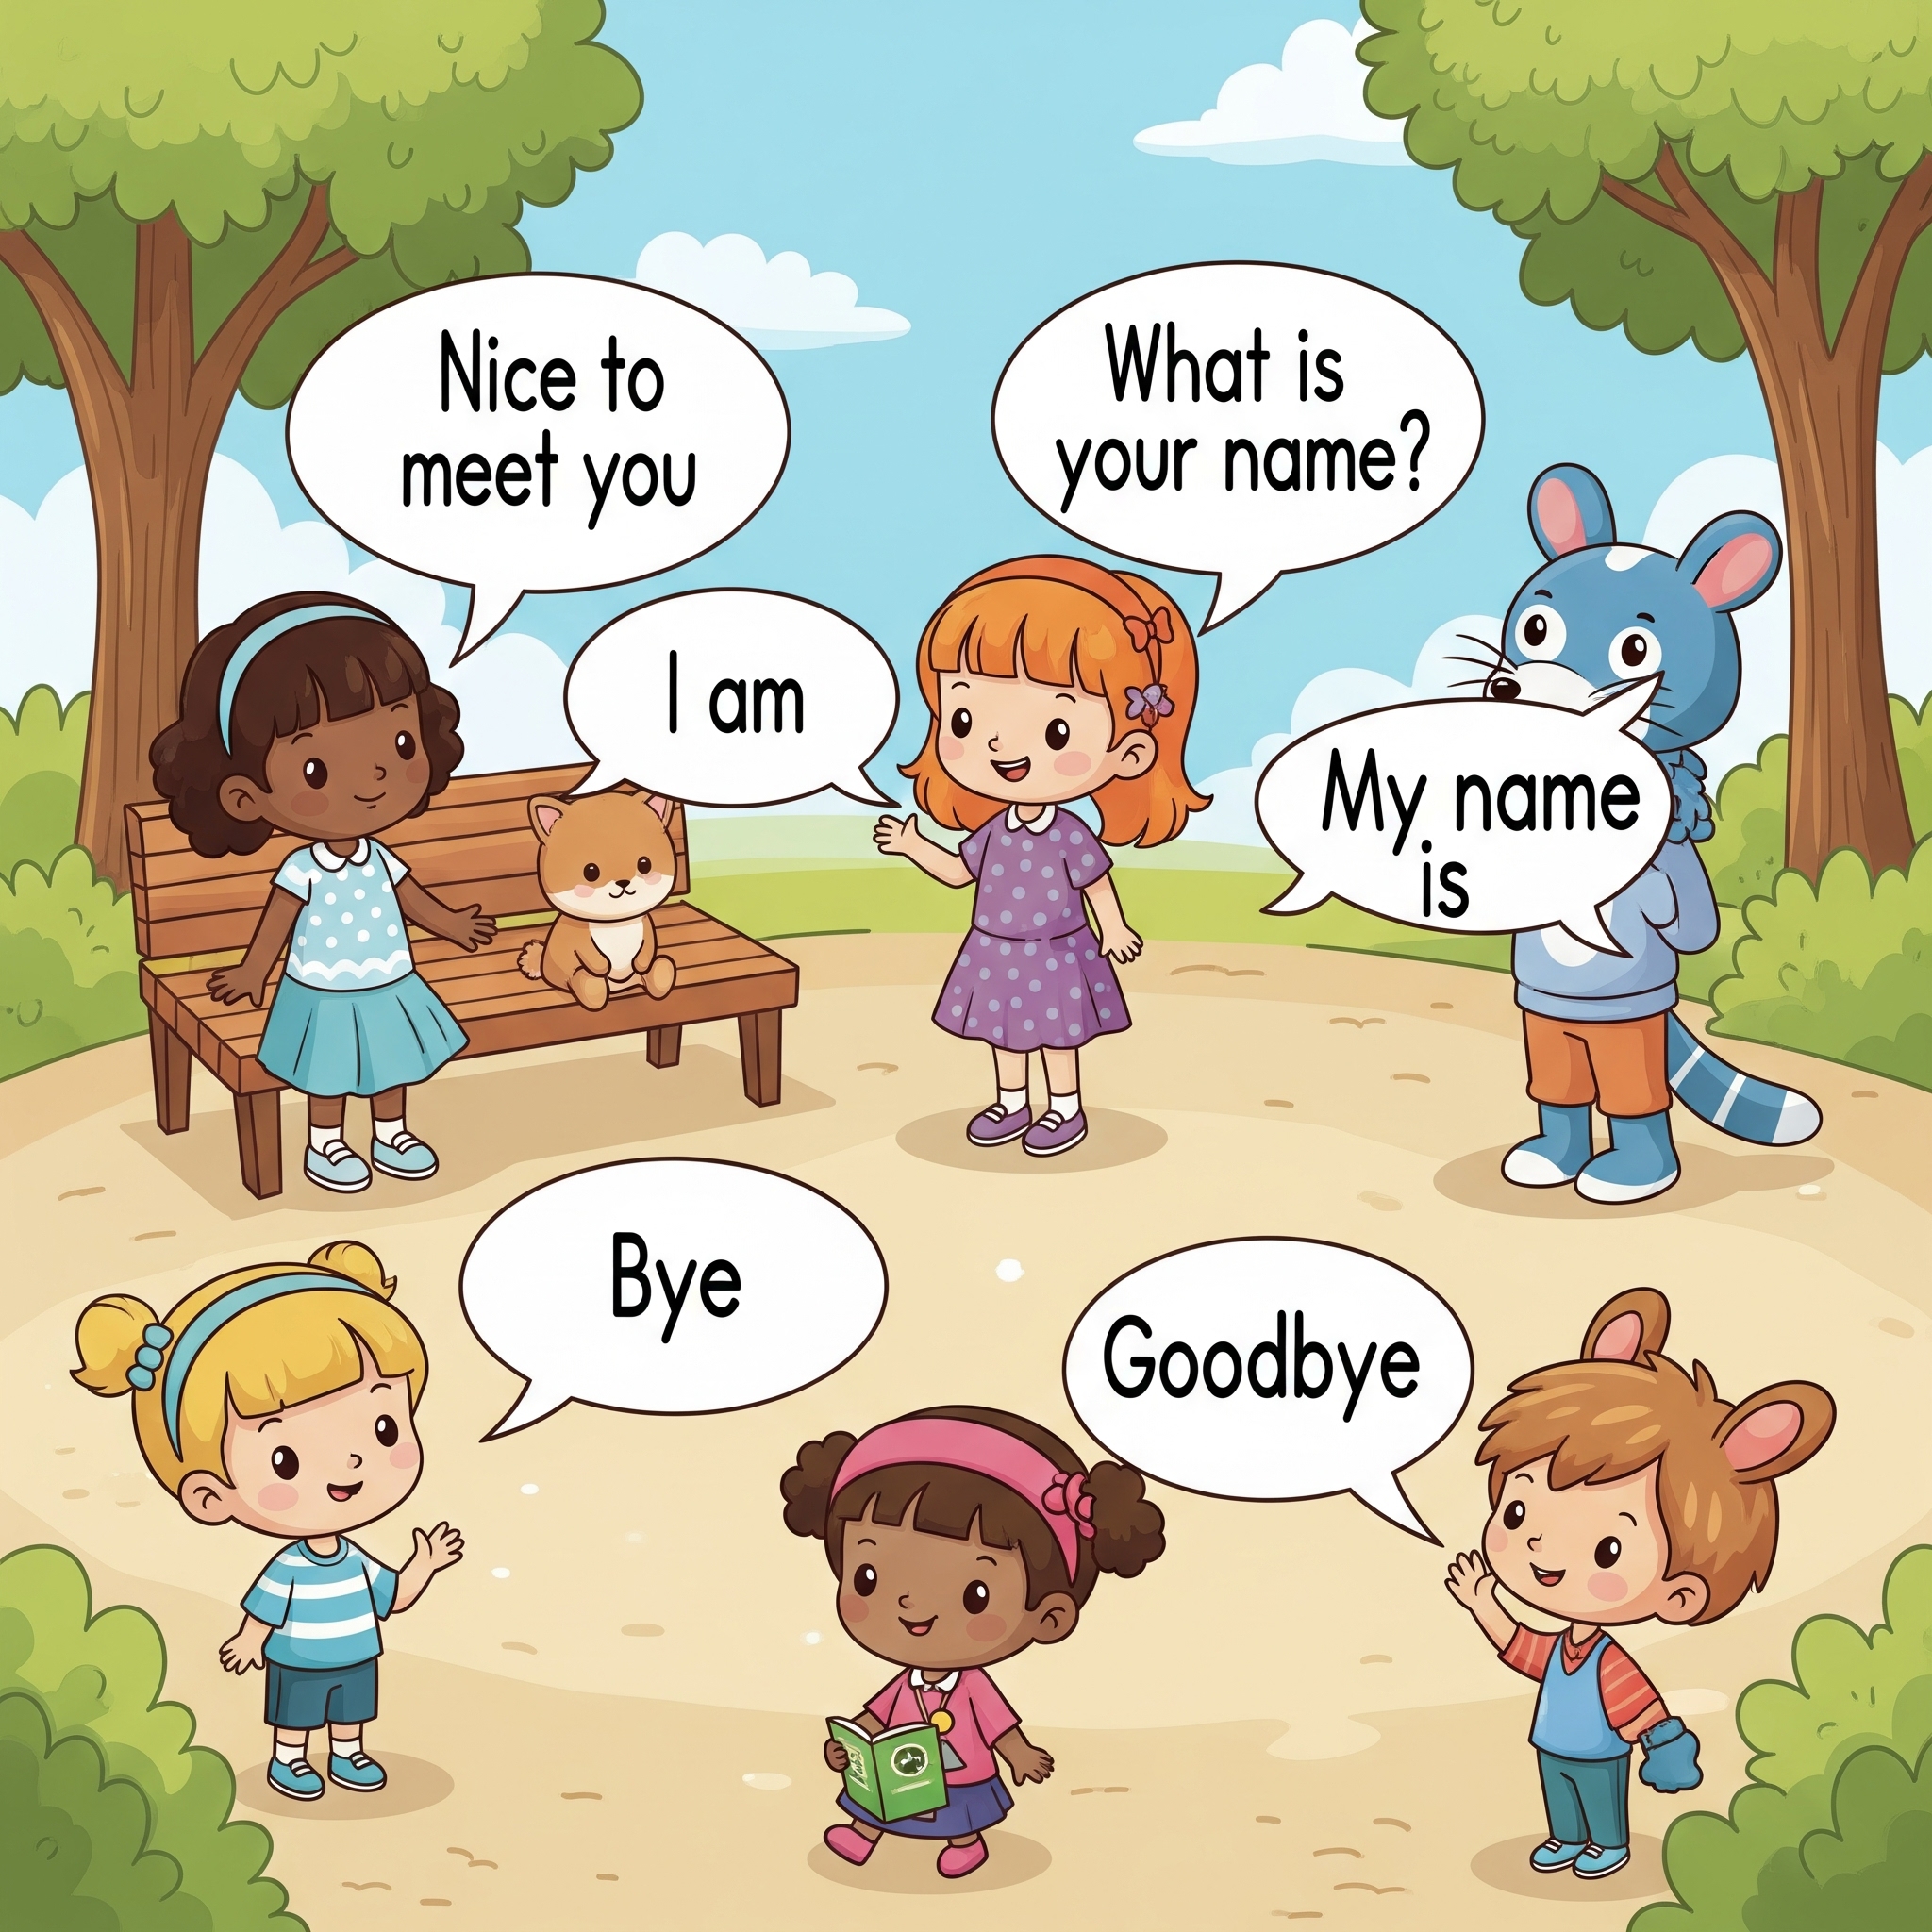 Nice to
meet you
What is
your name?
I am
My name
is
Bye
Goodbye